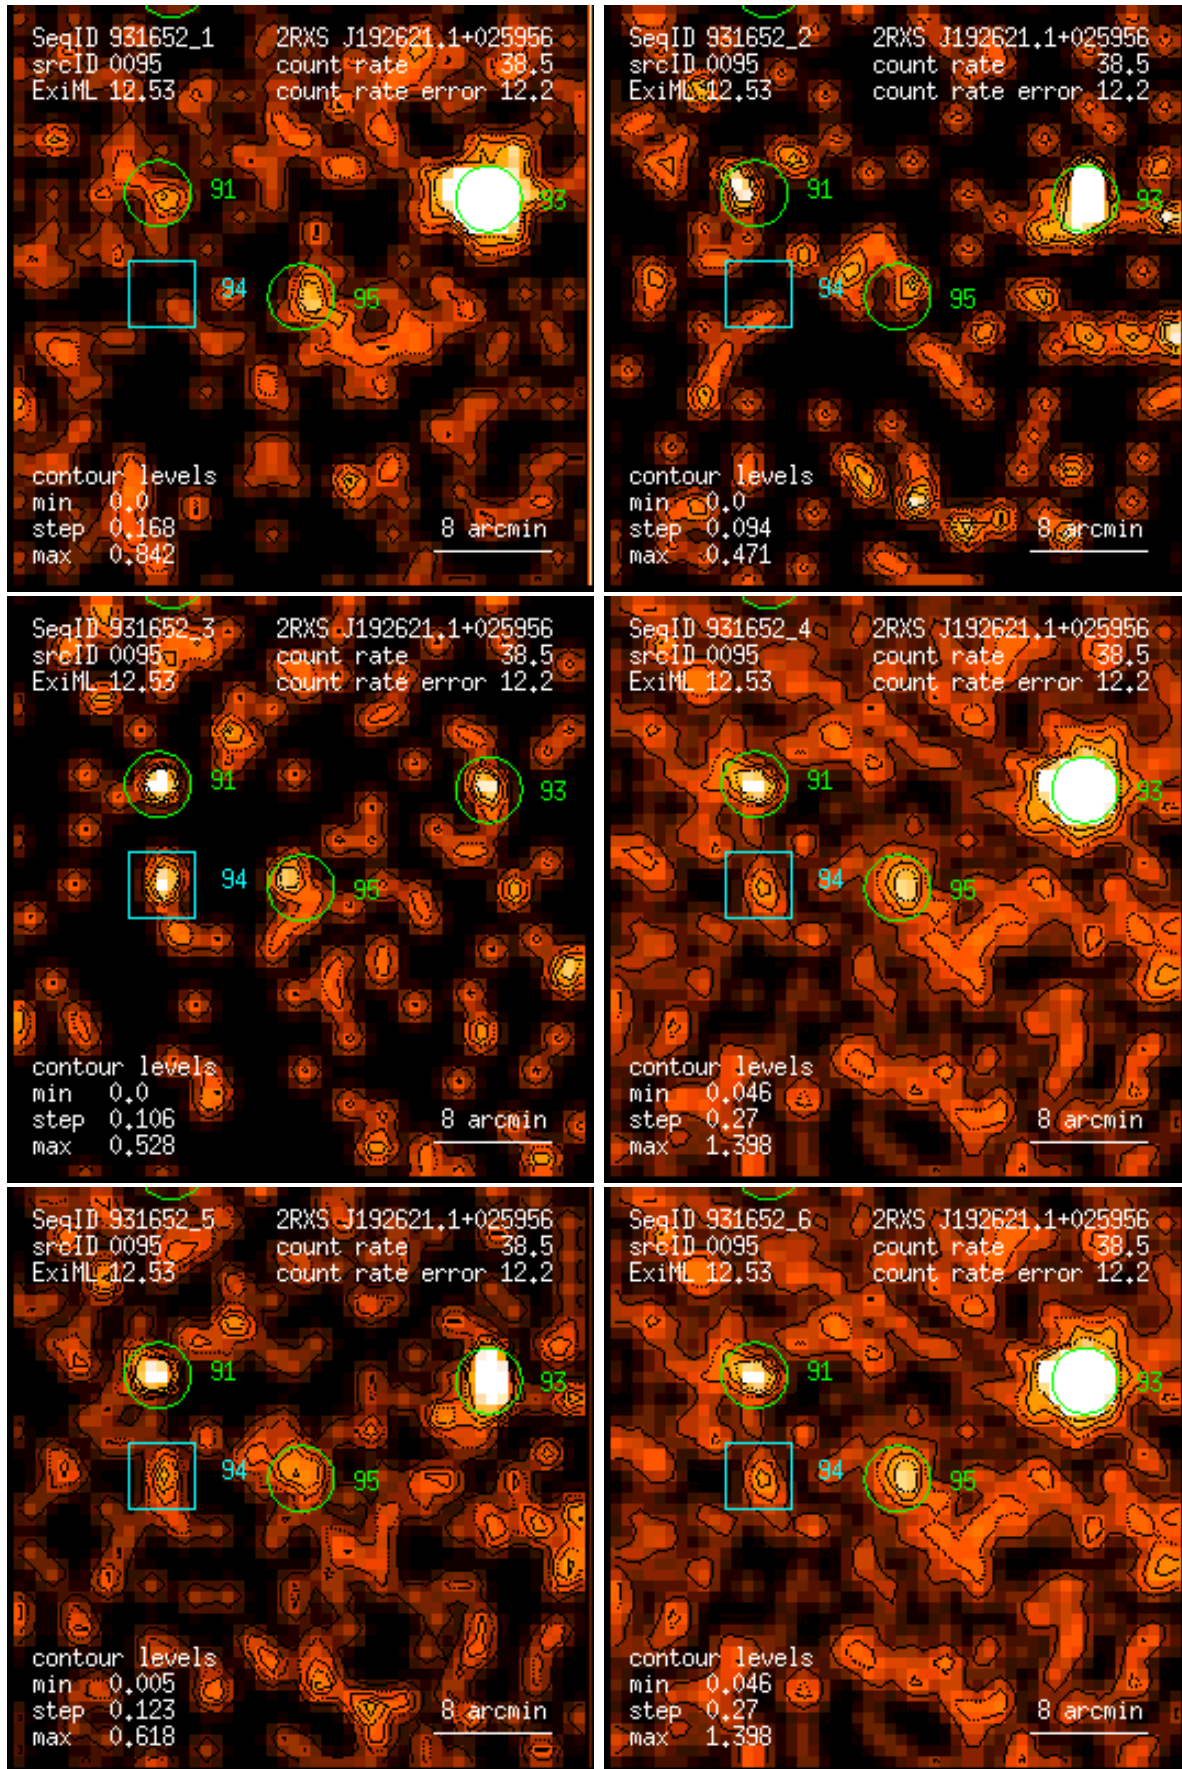 SeqID 931652_1 2RXS J192621.1+025956
srcID 0095 count rate 38.5
ExiML 12.53 count rate error 12.2
91
93
94
95
contour levels
min 0.0
step 0.168 8 arcmin
max 0.842
SeqID 931652_2 2RXS J192621.1+025956
srcID 0095 count rate 38.5
ExiML 12.53 count rate error 12.2
91
93
94
95
contour levels
min 0.0
step 0.094 8 arcmin
max 0.471
SeqID 931652_3 2RXS J192621.1+025956
srcID 0095 count rate 38.5
ExiML 12.53 count rate error 12.2
91
93
94
95
contour levels
min 0.0
step 0.106 8 arcmin
max 0.528
SeqID 931652_4 2RXS J192621.1+025956
srcID 0095 count rate 38.5
ExiML 12.53 count rate error 12.2
91
93
94
95
contour levels
min 0.046
step 0.27 8 arcmin
max 1.398
SeqID 931652_5 2RXS J192621.1+025956
srcID 0095 count rate 38.5
ExiML 12.53 count rate error 12.2
91
93
94
95
contour levels
min 0.005
step 0.123 8 arcmin
max 0.618
SeqID 931652_6 2RXS J192621.1+025956
srcID 0095 count rate 38.5
ExiML 12.53 count rate error 12.2
91
93
94
95
contour levels
min 0.046
step 0.27 8 arcmin
max 1.398